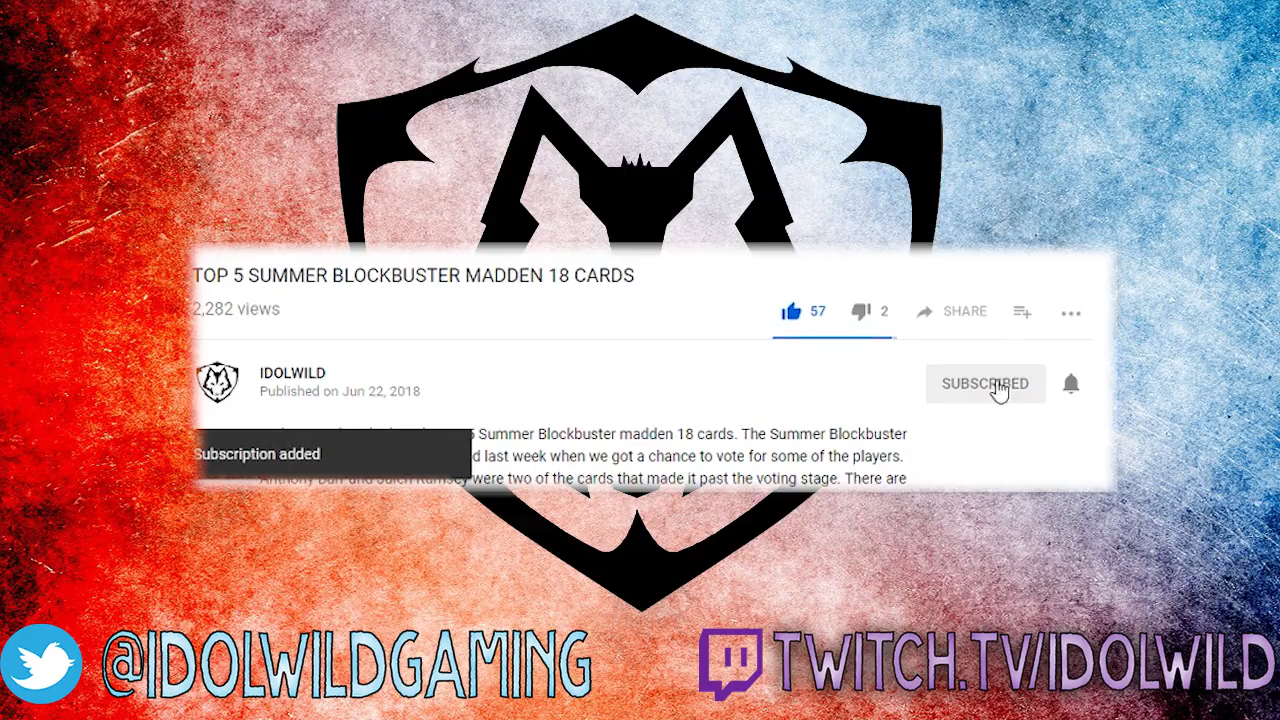 TOP 5 SUMMER BLOCKBUSTER MADDEN 18 CARDS
2,282 views
57
2
SHARE
IDOLWILD
Published on Jun 22, 2018
SUBSCRIBED
5 Summer Blockbuster madden 18 cards. The Summer Blockbuster
Subscription added
d last week when we got a chance to vote for some of the players.
were two of the cards that made it past the voting stage. There are
@IDOLWILDGAMING
TWITCH.TV/IDOLWILD